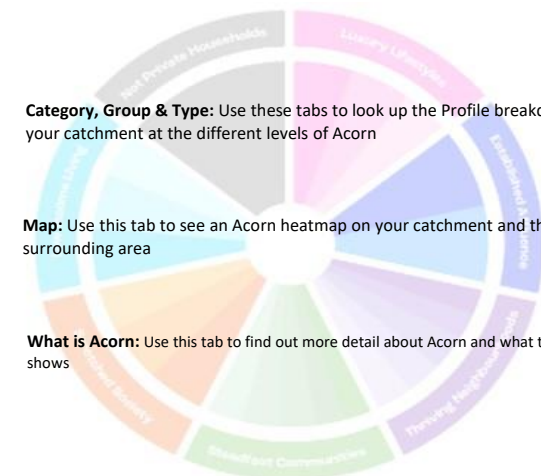 Not Private Households
Luxury Lifestyles
Category, Group & Type: Use these tabs to look up the Profile
your catchment at the different levels of Acorn
Established Affluence
Map: Use this tab to see an Acorn heatmap on your catchment and
surrounding area
What is Acorn: Use this tab to find out more detail about Acorn and what
shows
Thriving Neighbourhoods
Steadfast Communities